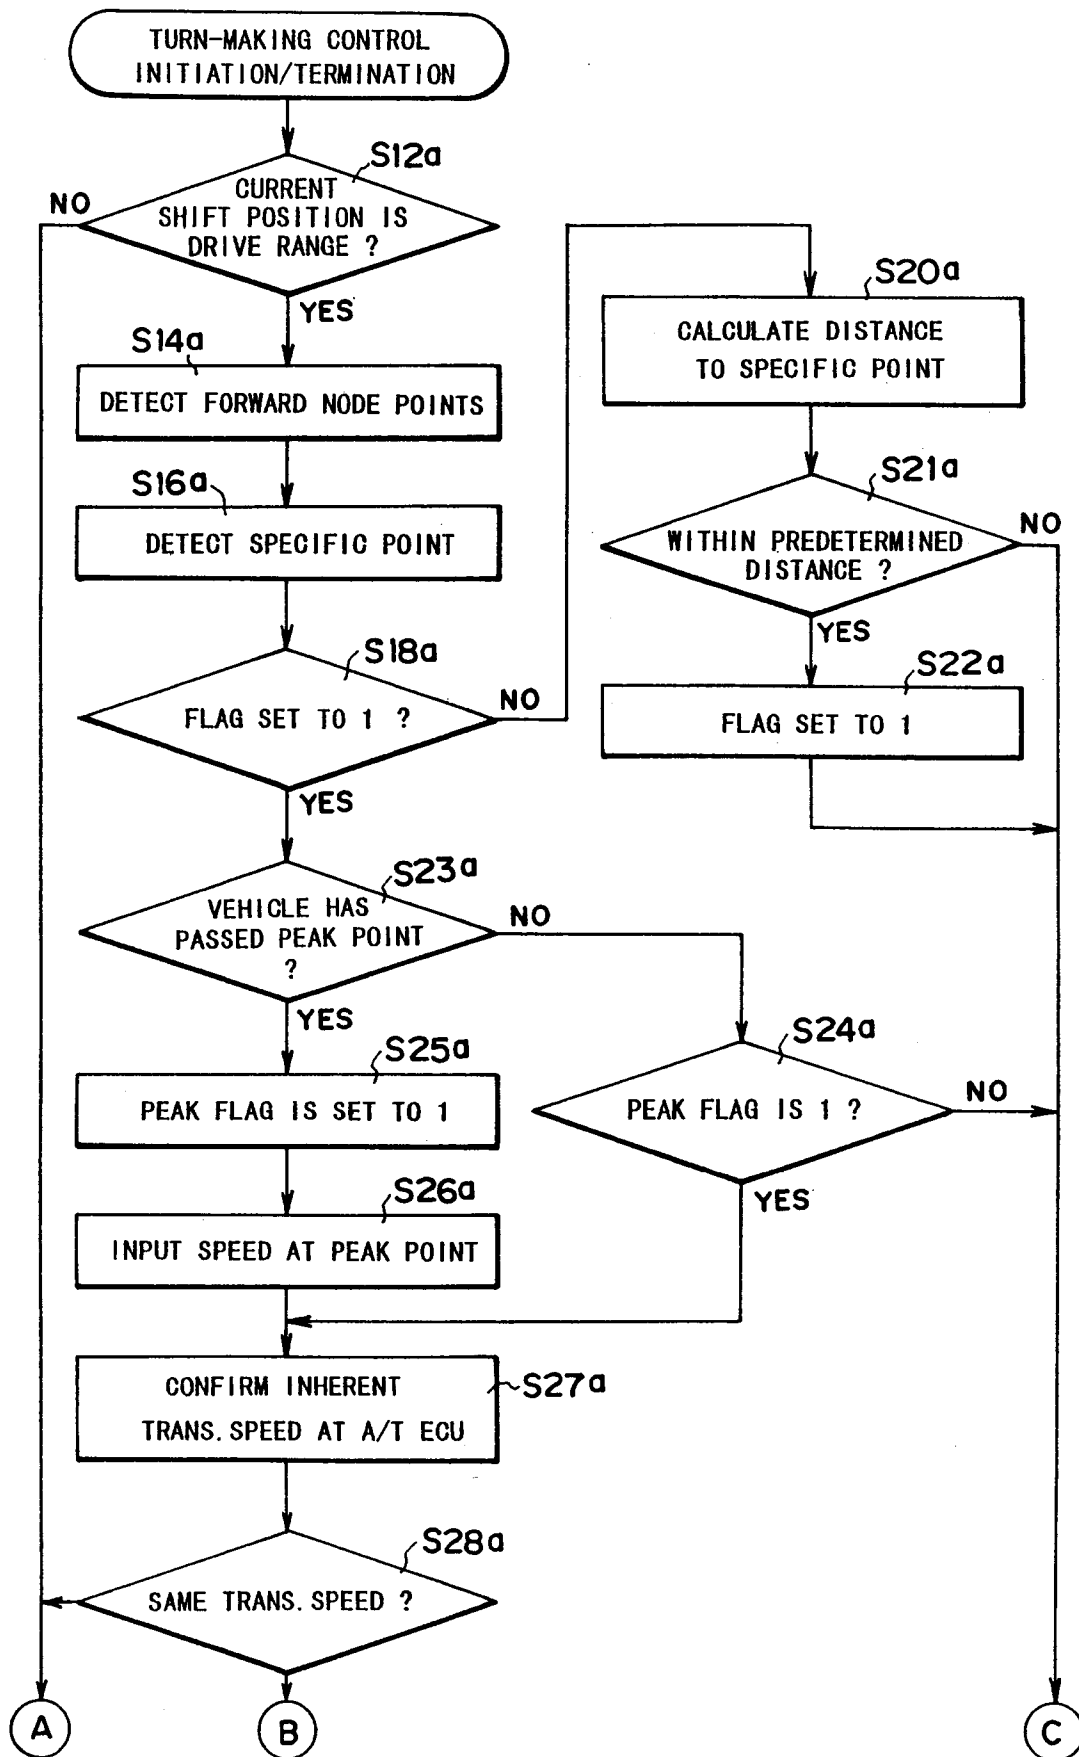 TURN-MAKING CONTROL
INITIATION/TERMINATION
S12a
NO
CURRENT
SHIFT POSITION IS
DRIVE RANGE ?
YES
S14a
DETECT FORWARD NODE POINTS
S16a
DETECT SPECIFIC POINT
S18a
FLAG SET TO 1 ?
NO
YES
S20a
CALCULATE DISTANCE
TO SPECIFIC POINT
S21a
WITHIN PREDETERMINED
DISTANCE ?
NO
YES
S22a
FLAG SET TO 1
S23a
VEHICLE HAS
PASSED PEAK POINT
?
NO
YES
S24a
PEAK FLAG IS 1 ?
NO
YES
S25a
PEAK FLAG IS SET TO 1
S26a
INPUT SPEED AT PEAK POINT
S27a
CONFIRM INHERENT
TRANS. SPEED AT A/T ECU
S28a
SAME TRANS. SPEED ?
A
B
C